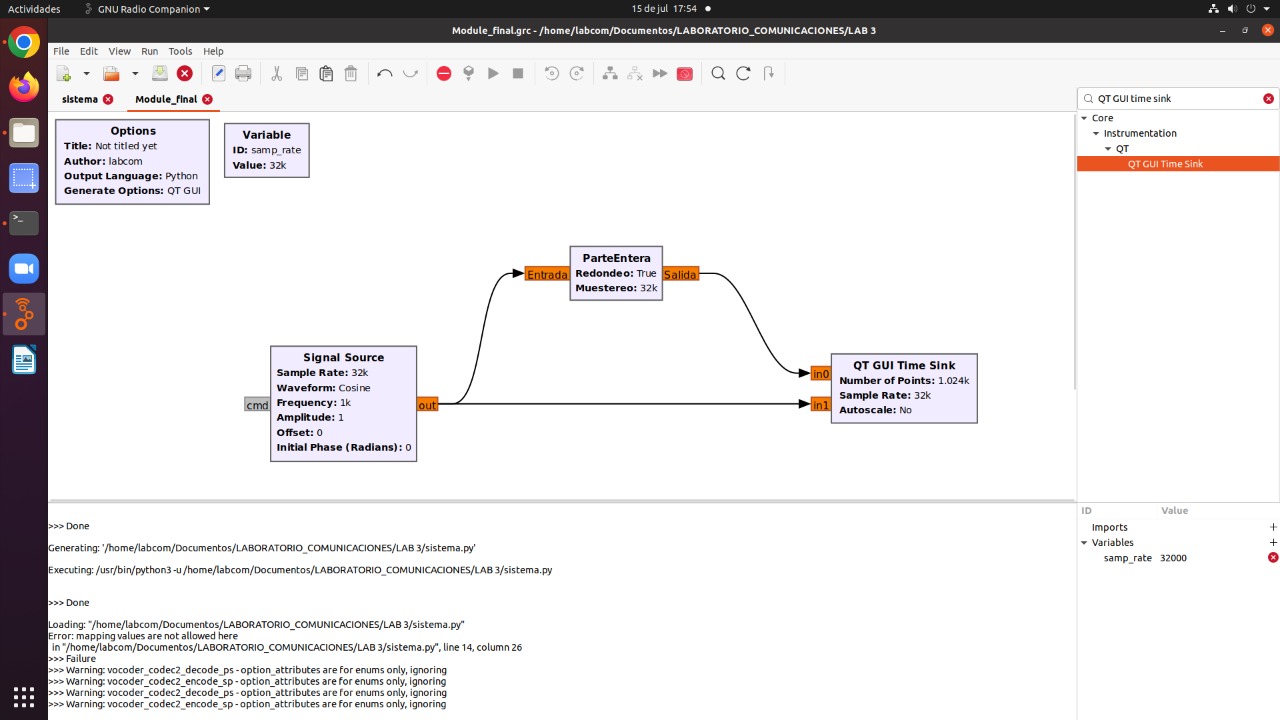 Actividades
GNU Radio Companion
15 de jul 17:54
Module_final.grc - /home/labcom/Documentos/LABORATORIO_COMUNICACIONES/LAB 3
File Edit View Run Tools Help
sistema
Module_final
QT GUI time sink
Core
Instrumentation
QT
QT GUI Time Sink
Options
Title: Not titled yet
Author: labcom
Output Language: Python
Generate Options: QT GUI
Variable
ID: samp_rate
Value: 32k
ParteEntera
Redondeo: True
Muestereo: 32k
Entrada
Salida
Signal Source
Sample Rate: 32k
Waveform: Cosine
Frequency: 1k
Amplitude: 1
Offset: 0
Initial Phase (Radians): 0
cmd
out
QT GUI Time Sink
Number of Points: 1.024k
Sample Rate: 32k
Autoscale: No
in0
in1
>>> Done
Generating: '/home/labcom/Documentos/LABORATORIO_COMUNICACIONES/LAB 3/sistema.py'
Executing: /usr/bin/python3 -u /home/labcom/Documentos/LABORATORIO_COMUNICACIONES/LAB 3/sistema.py
>>> Done
Loading: "/home/labcom/Documentos/LABORATORIO_COMUNICACIONES/LAB 3/sistema.py"
Error: mapping values are not allowed here
in "/home/labcom/Documentos/LABORATORIO_COMUNICACIONES/LAB 3/sistema.py", line 14, column 26
>>> Failure
>>> Warning: vocoder_codec2_decode_ps - option_attributes are for enums only, ignoring
>>> Warning: vocoder_codec2_encode_sp - option_attributes are for enums only, ignoring
>>> Warning: vocoder_codec2_decode_ps - option_attributes are for enums only, ignoring
>>> Warning: vocoder_codec2_encode_sp - option_attributes are for enums only, ignoring
ID Value
Imports
Variables
samp_rate 32000